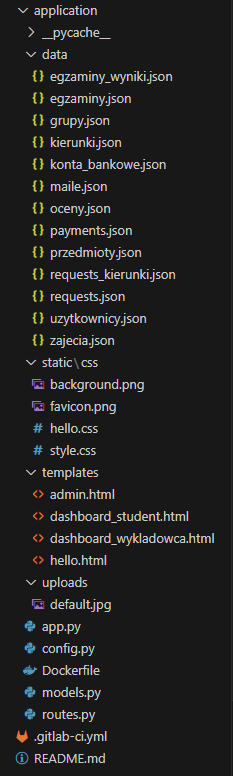 application
__pycache__
data
egzaminy_wyniki.json
egzaminy.json
grupy.json
kierunki.json
konta_bankowe.json
maile.json
oceny.json
payments.json
przedmioty.json
requests_kierunki.json
requests.json
uzytkownicy.json
zajecia.json
static\css
background.png
favicon.png
hello.css
style.css
templates
admin.html
dashboard_student.html
dashboard_wykladowca.html
hello.html
uploads
default.jpg
app.py
config.py
Dockerfile
models.py
routes.py
.gitlab-ci.yml
README.md